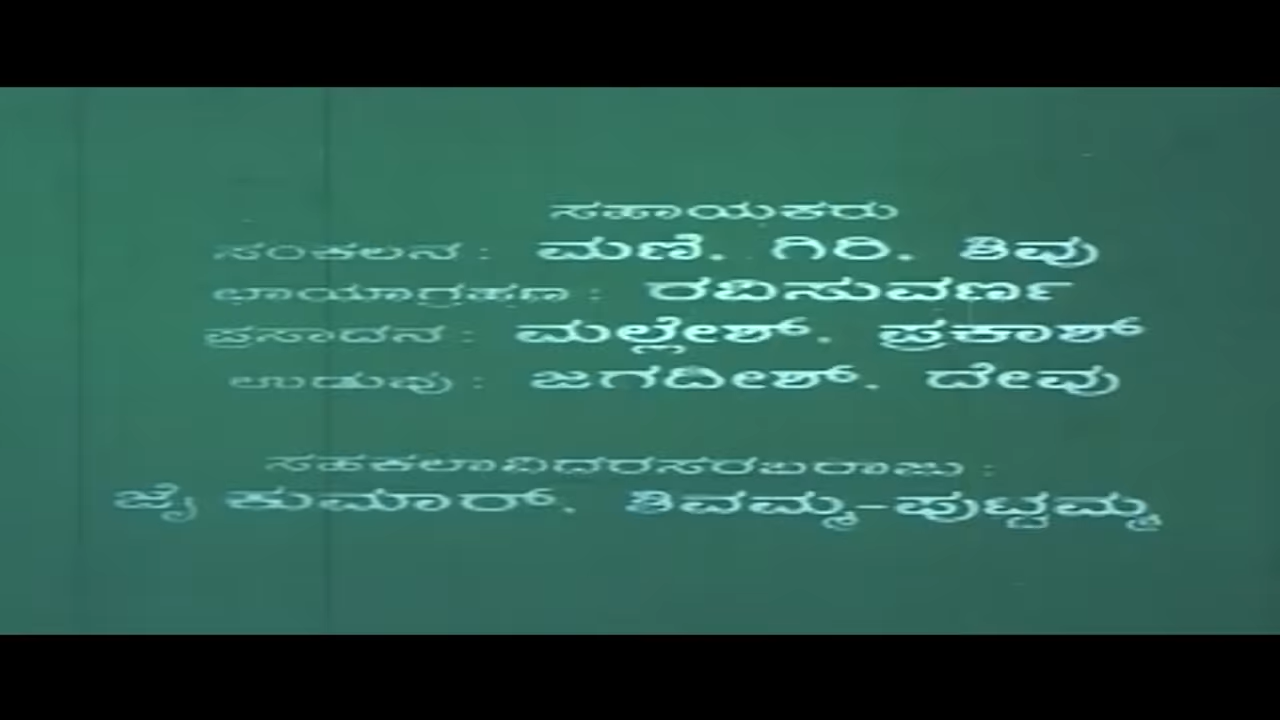 ಸಹಾಯಕರು
ಸಂಕಲನ : ಮಣಿ. ಗಿರಿ. ಶಿವು
ಛಾಯಾಗ್ರಹಣ : ರವಿಸುವರ್ಣ
ಪ್ರಸಾದನ : ಮಲ್ಲೇಶ್. ಪ್ರಕಾಶ್
ಉಡುಪು : ಜಗದೀಶ್. ದೇವು
ಸಹಕಲಾವಿದರಸರಬರಾಜು :
ಜೈ ಕುಮಾರ್. ಶಿವಮ್ಮ-ಪುಟ್ಟಮ್ಮ